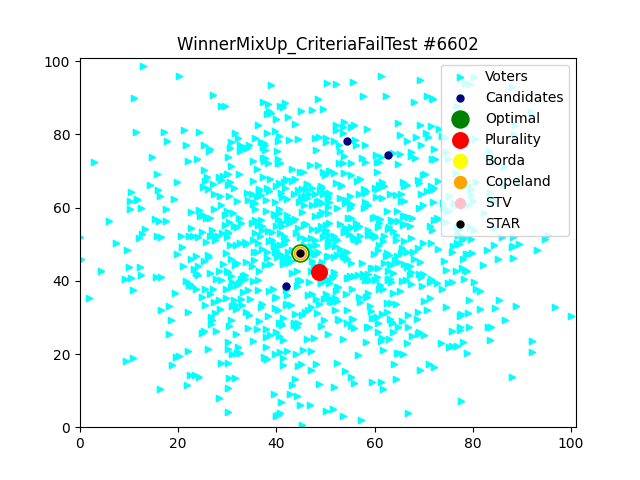 WinnerMixUp_CriteriaFailTest #6602
100
80
60
40
20
0
0 20 40 60 80 100
Voters
Candidates
Optimal
Plurality
Borda
Copeland
STV
STAR